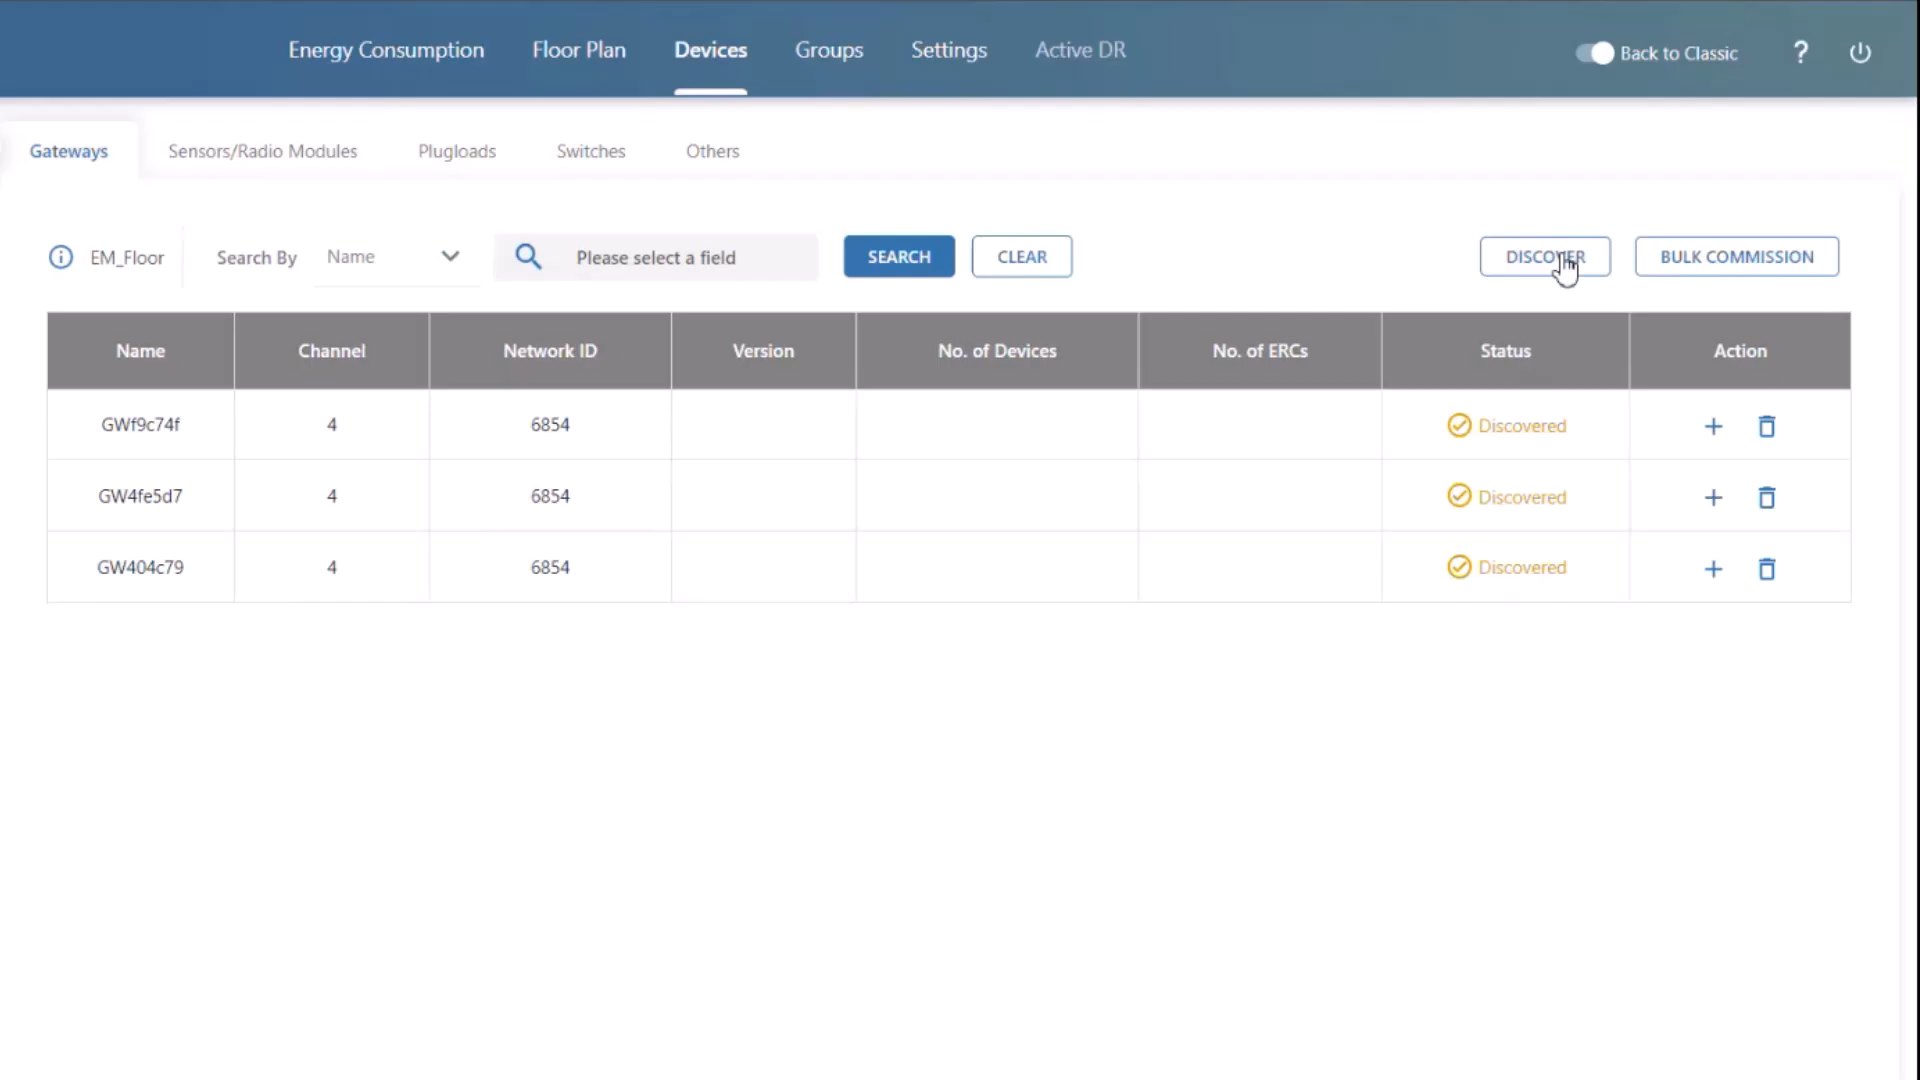 Energy Consumption Floor Plan Devices Groups Settings Active DR Back to Classic ?
Gateways Sensors/Radio Modules Plugloads Switches Others
EM_Floor Search By Name Please select a field SEARCH CLEAR DISCOVER BULK COMMISSION
Name Channel Network ID Version No. of Devices No. of ERCs Status Action
GWf9c74f 4 6854 Discovered
GW4fe5d7 4 6854 Discovered
GW404c79 4 6854 Discovered